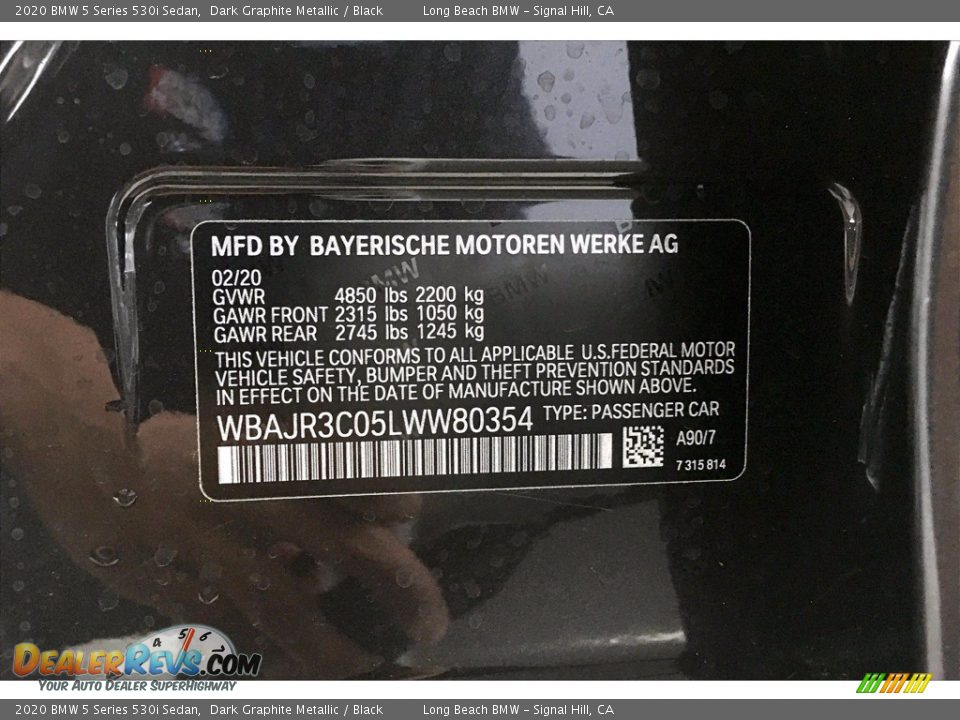 2020 BMW 5 Series 530i Sedan, Dark Graphite Metallic / Black Long Beach BMW - Signal Hill, CA
MFD BY BAYERISCHE MOTOREN WERKE AG
02/20
GVWR 4850 lbs 2200 kg
GAWR FRONT 2315 lbs 1050 kg
GAWR REAR 2745 lbs 1245 kg
THIS VEHICLE CONFORMS TO ALL APPLICABLE U.S.FEDERAL MOTOR
VEHICLE SAFETY, BUMPER AND THEFT PREVENTION STANDARDS
IN EFFECT ON THE DATE OF MANUFACTURE SHOWN ABOVE.
WBAJR3C05LWW80354 TYPE: PASSENGER CAR
A90/7
7 315 814
4 5 6
DEALERREVS.COM
YOUR AUTO DEALER SUPERHIGHWAY
2020 BMW 5 Series 530i Sedan, Dark Graphite Metallic / Black Long Beach BMW - Signal Hill, CA